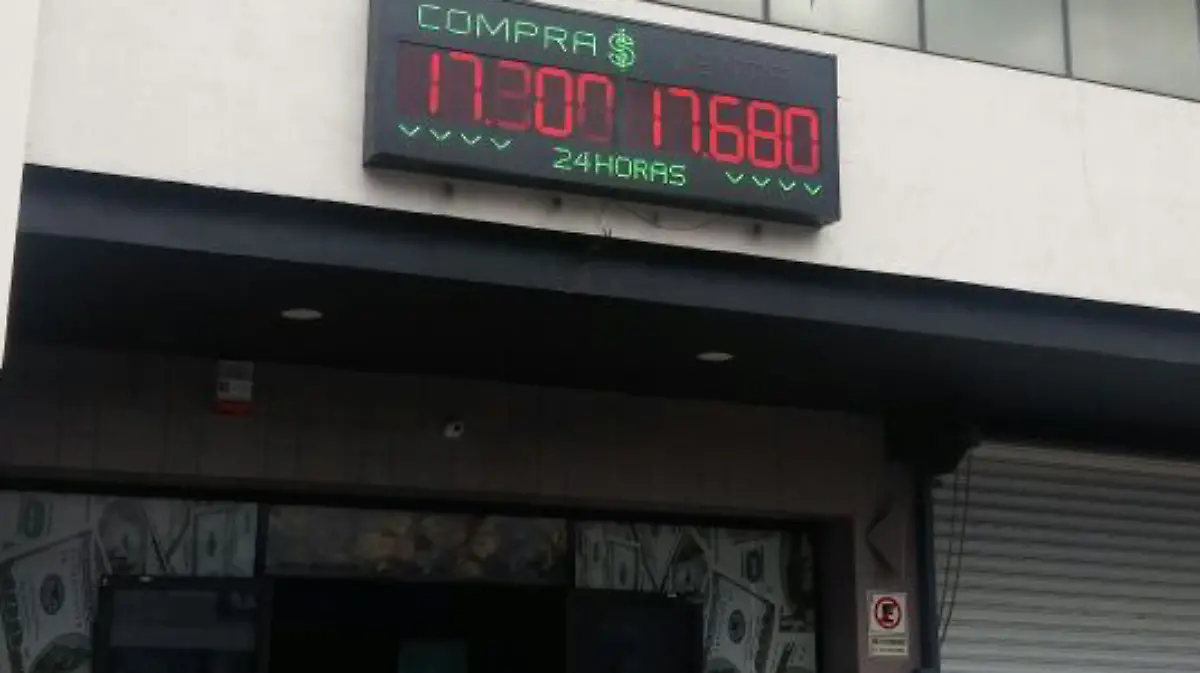 COMPRA $
17.300 17.680
24 HORAS
E